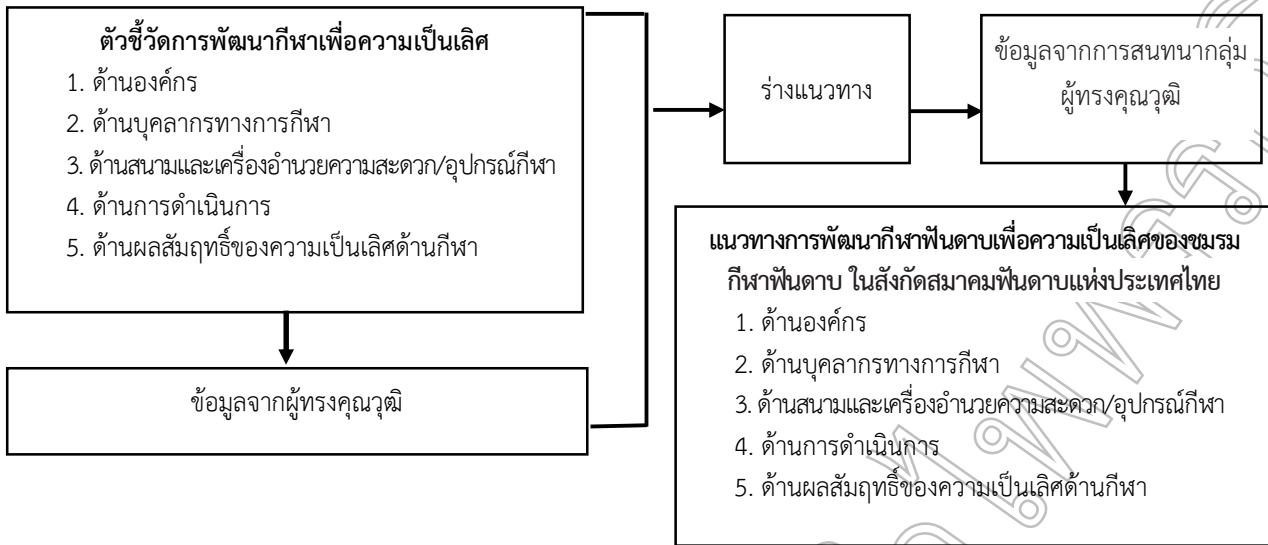 ตัวชี้วัดการพัฒนากีฬาเพื่อความเป็นเลิศ
1. ด้านองค์กร
2. ด้านบุคลากรทางการกีฬา
3. ด้านสนามและเครื่องอำนวยความสะดวก/อุปกรณ์กีฬา
4. ด้านการดำเนินการ
5. ด้านผลสัมฤทธิ์ของความเป็นเลิศด้านกีฬา
ข้อมูลจากผู้ทรงคุณวุฒิ
ร่างแนวทาง
ข้อมูลจากการสนทนากลุ่ม
ผู้ทรงคุณวุฒิ
แนวทางการพัฒนากีฬาฟันดาบเพื่อความเป็นเลิศของชมรม
กีฬาฟันดาบ ในสังกัดสมาคมฟันดาบแห่งประเทศไทย
1. ด้านองค์กร
2. ด้านบุคลากรทางการกีฬา
3. ด้านสนามและเครื่องอำนวยความสะดวก/อุปกรณ์กีฬา
4. ด้านการดำเนินการ
5. ด้านผลสัมฤทธิ์ของความเป็นเลิศด้านกีฬา